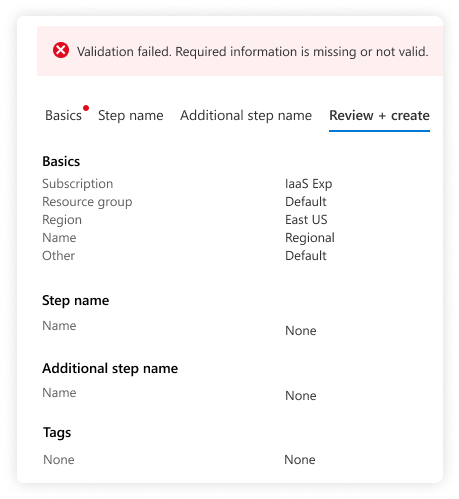 Validation failed. Required information is missing or not valid.
Basics Step name Additional step name Review + create
Basics
Subscription IaaS Exp
Resource group Default
Region East US
Name Regional
Other Default
Step name
Name None
Additional step name
Name None
Tags
None None